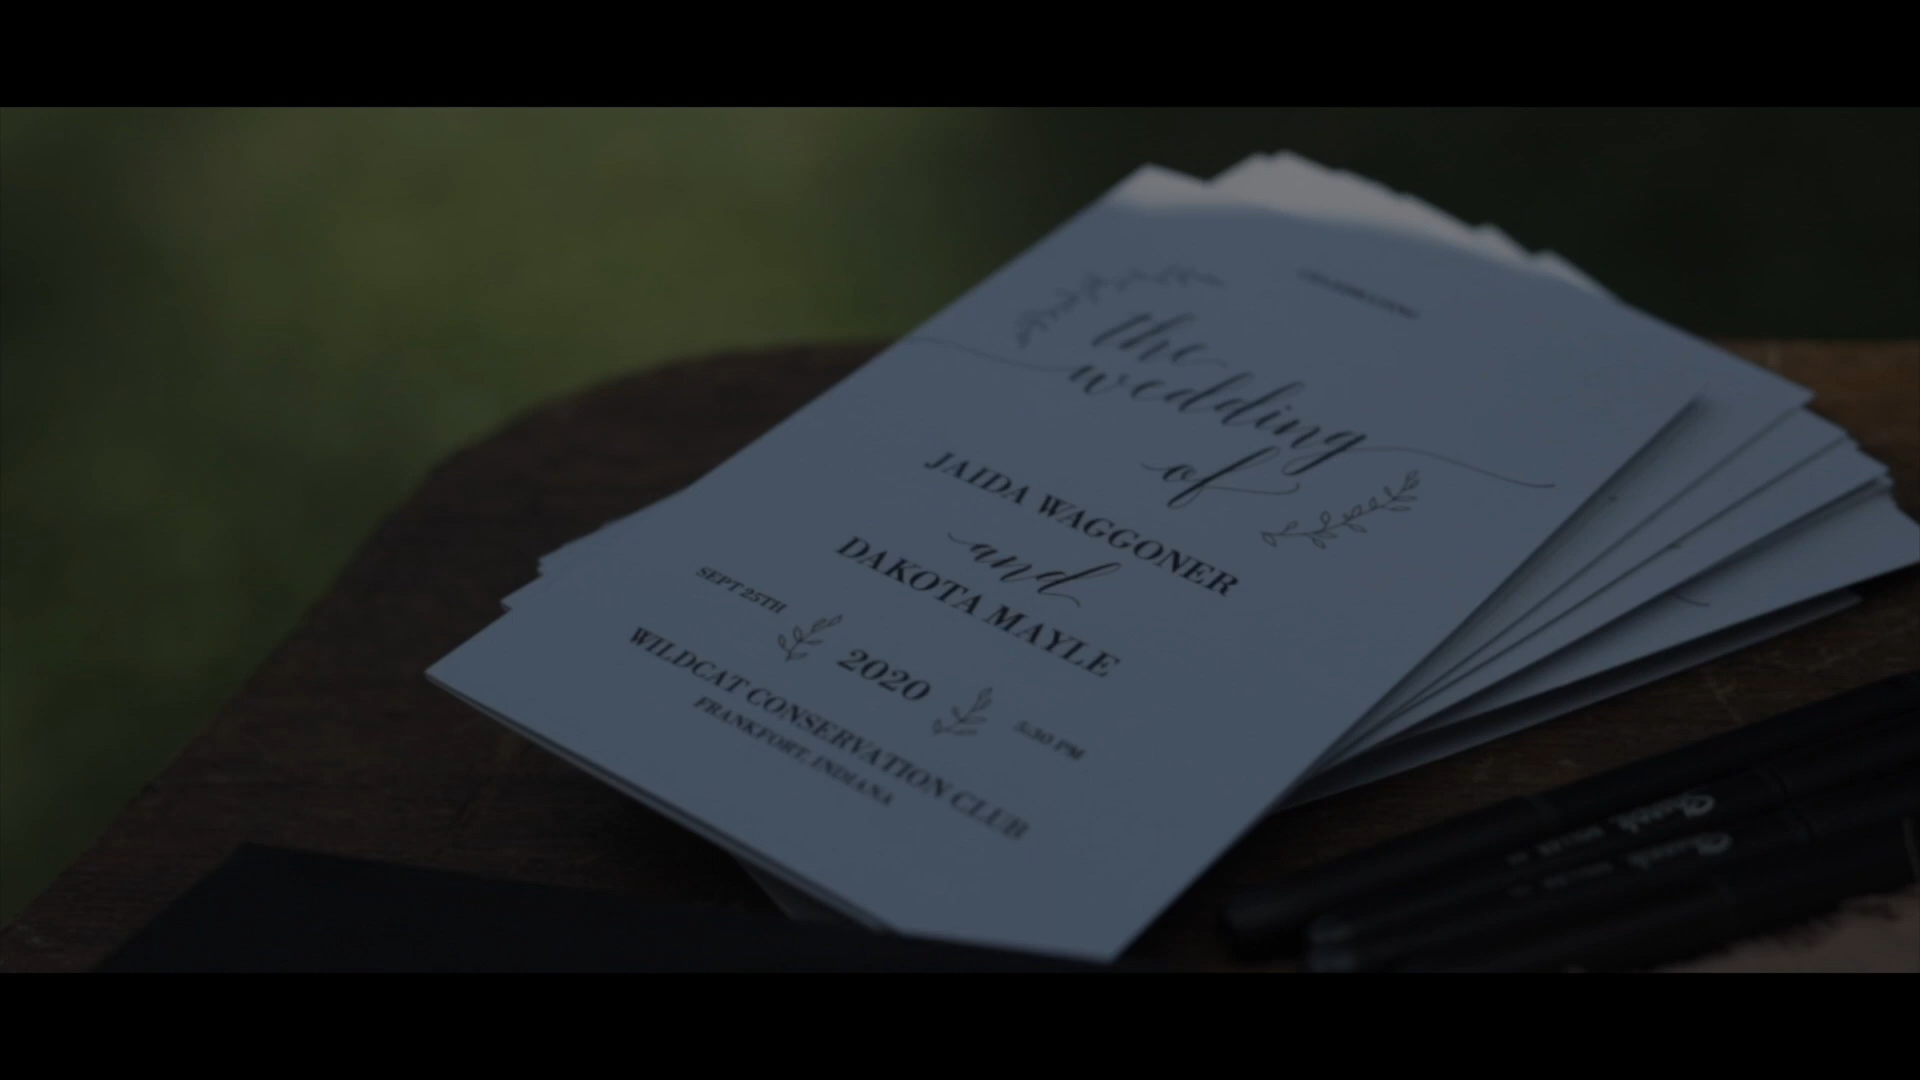 the
wedding
of
JAIDA WAGGONER
and
DAKOTA MAYLE
SEPT 25TH
2020
5:30 PM
WILDCAT CONSERVATION CLUB
FRANKFORT, INDIANA